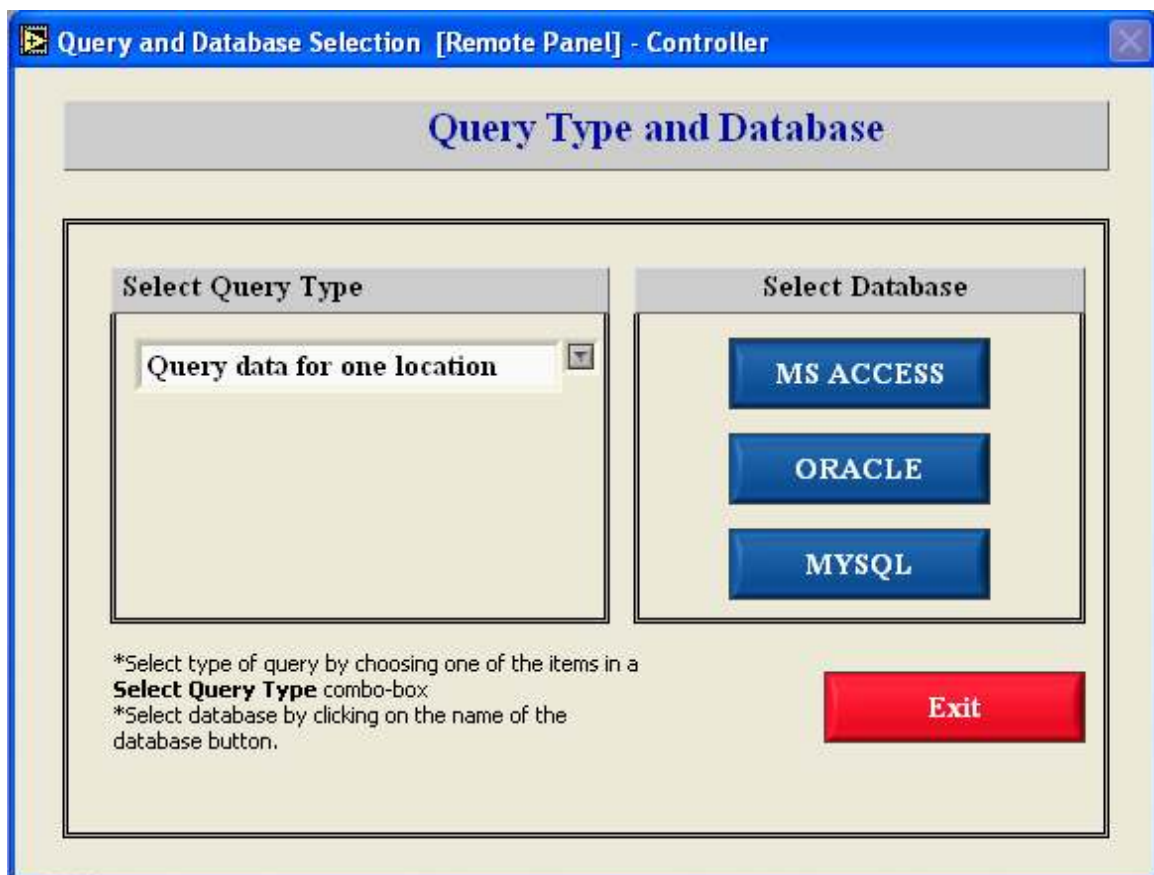 Query and Database Selection [Remote Panel] - Controller
Query Type and Database
Select Query Type
Query data for one location
Select Database
MS ACCESS
ORACLE
MYSQL
*Select type of query by choosing one of the items in a
Select Query Type combo-box
*Select database by clicking on the name of the
database button.
Exit